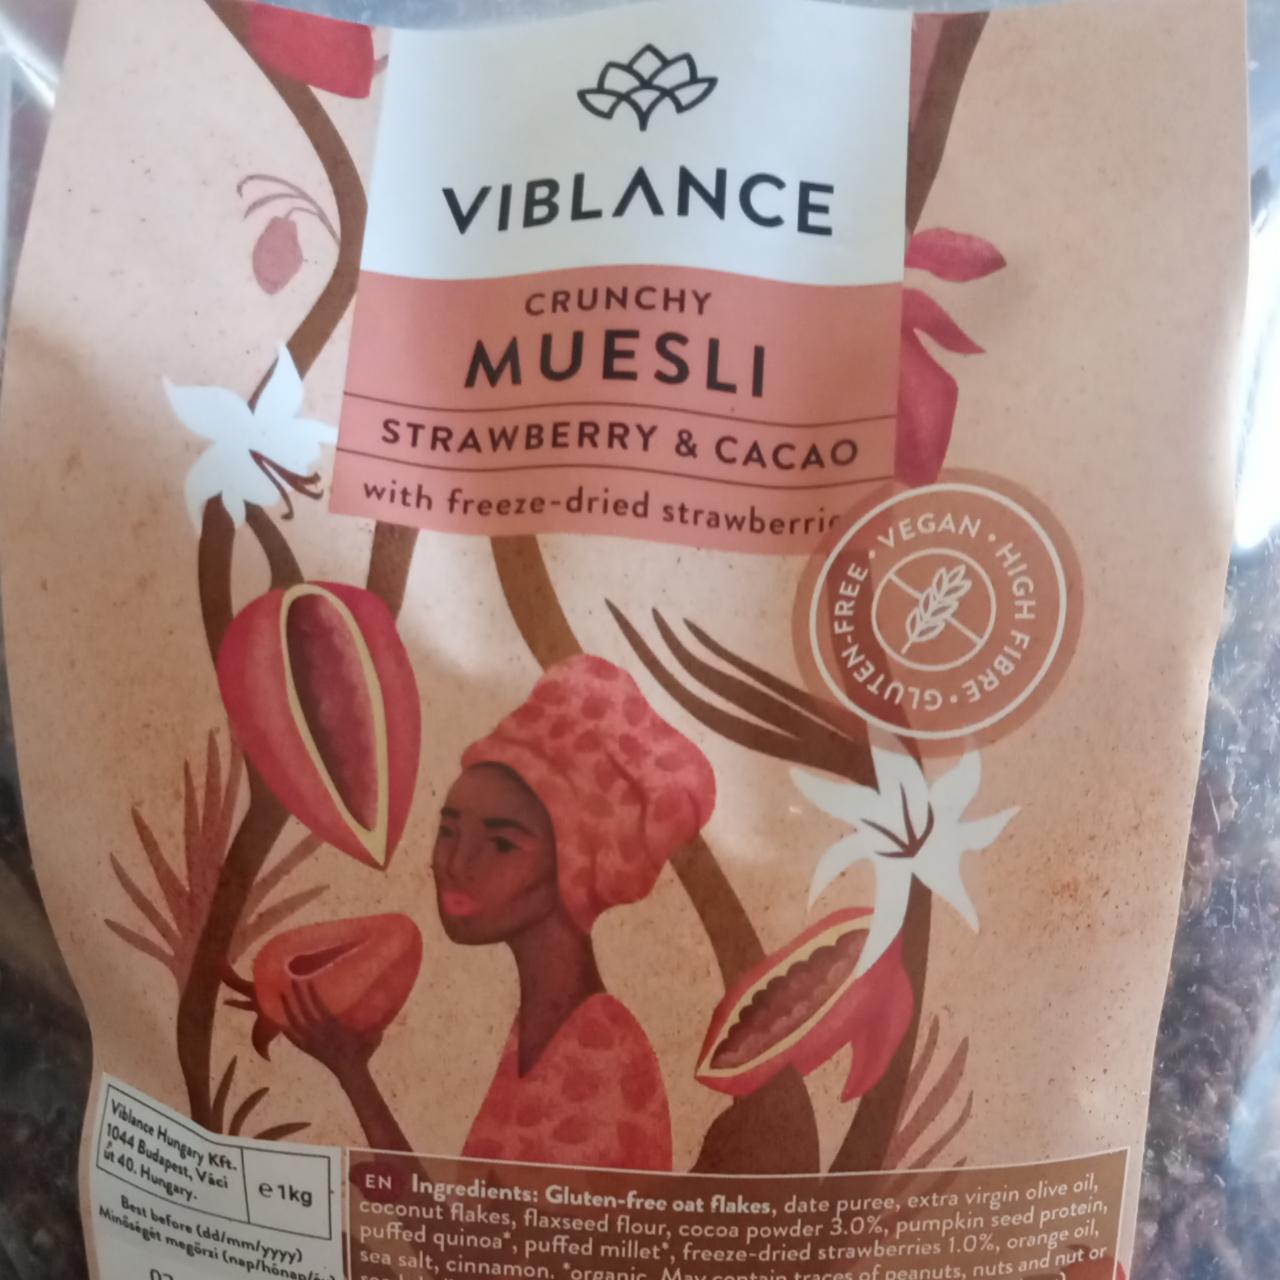 VIBLANCE
CRUNCHY
MUESLI
STRAWBERRY & CACAO
with freeze-dried
GLUTEN-FREE • VEGAN • HIGH FIBRE •
Viblance Hungary Kft.
1044 Budapest, Váci
út 40. Hungary.
e 1kg
Best before (dd/mm/yyyy)
Minőségét megőrzi
EN Ingredients: Gluten-free oat flakes, date puree, extra virgin olive oil,
coconut flakes, flaxseed flour, cocoa powder 3.0%, pumpkin seed protein,
puffed quinoa*, puffed millet*, freeze-dried strawberries 1.0%, orange oil,
sea salt, cinnamon. *organic. May contain traces of peanuts, nuts and nut or